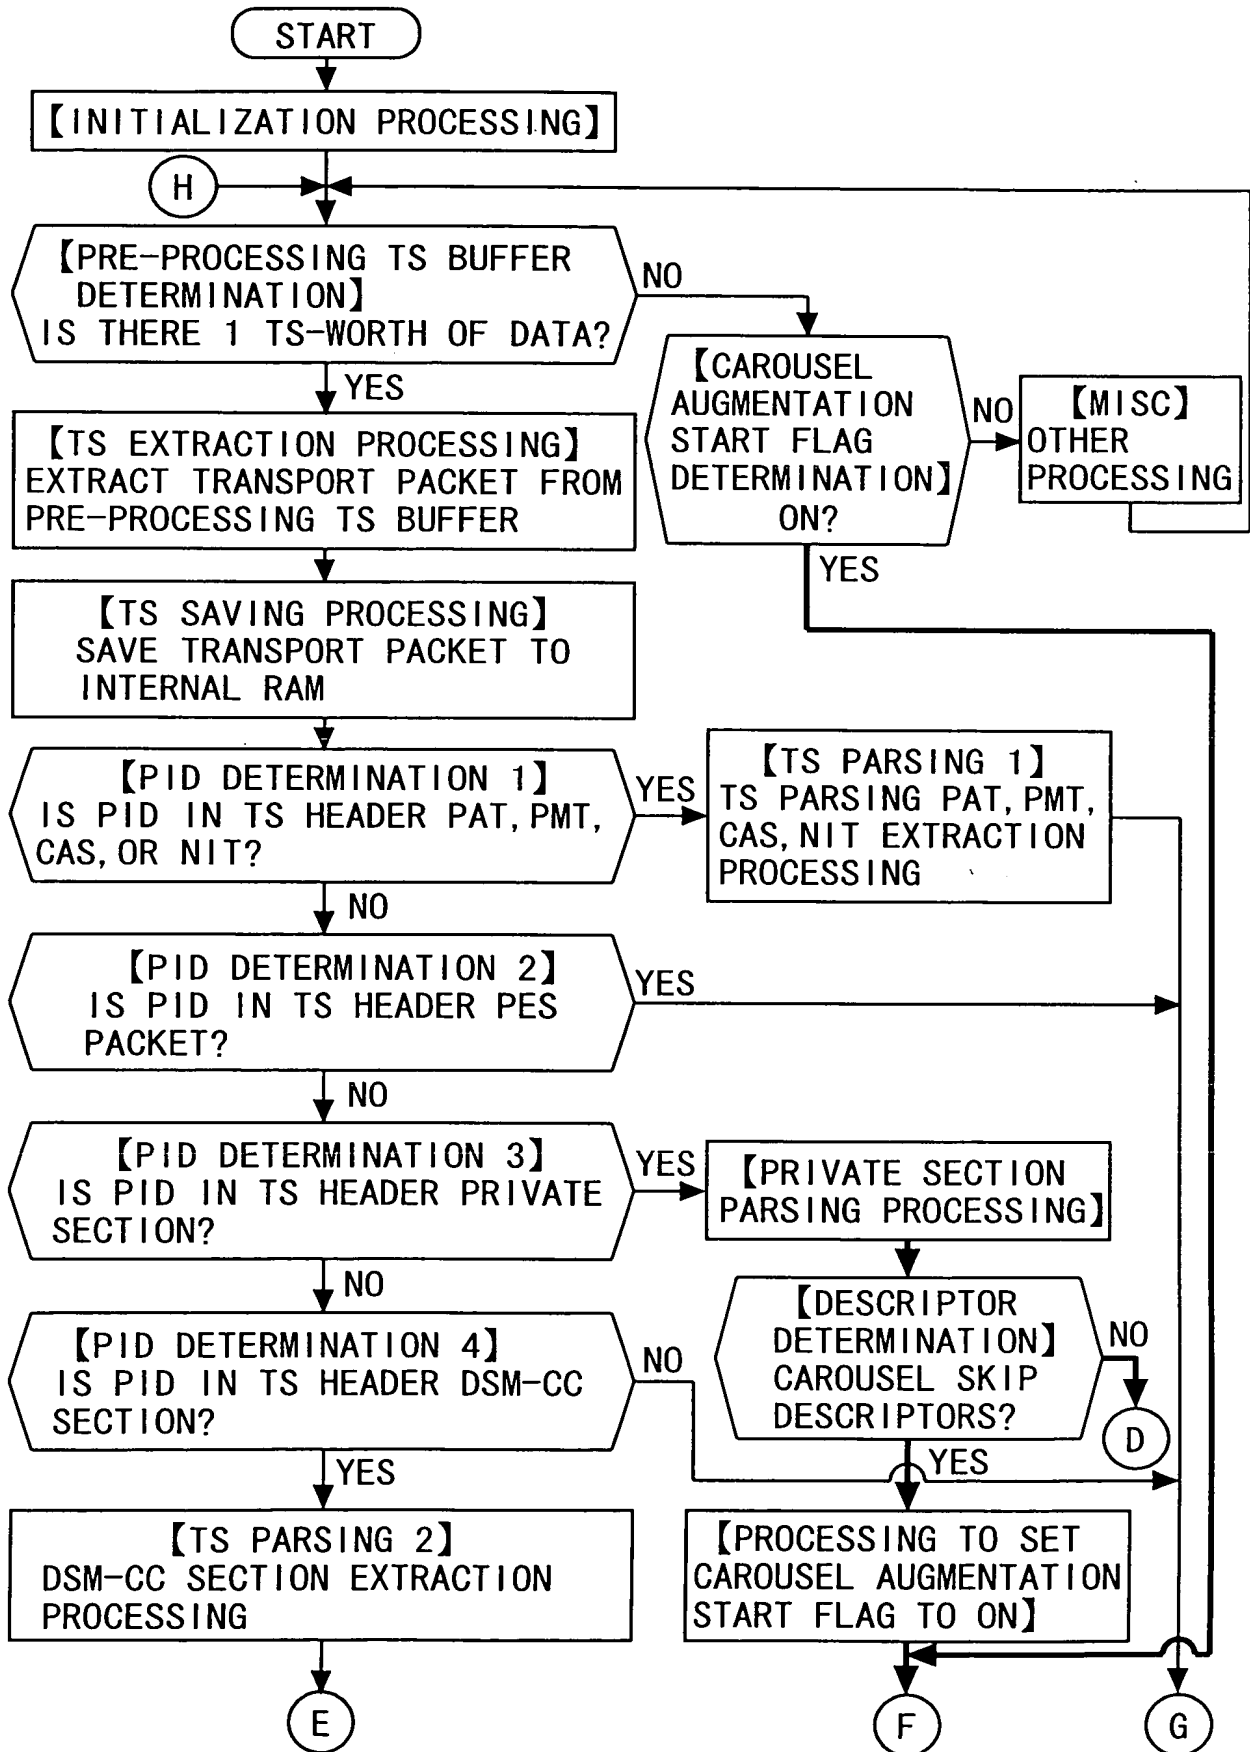 START
【INITIALIZATION PROCESSING】
H
【PRE-PROCESSING TS BUFFER
DETERMINATION】
IS THERE 1 TS-WORTH OF DATA?
NO
YES
【CAROUSEL
AUGMENTATION
START FLAG
DETERMINATION】
ON?
NO
【MISC】
OTHER
PROCESSING
YES
【TS EXTRACTION PROCESSING】
EXTRACT TRANSPORT PACKET FROM
PRE-PROCESSING TS BUFFER
【TS SAVING PROCESSING】
SAVE TRANSPORT PACKET TO
INTERNAL RAM
【PID DETERMINATION 1】
IS PID IN TS HEADER PAT, PMT,
CAS, OR NIT?
YES
【TS PARSING 1】
TS PARSING PAT, PMT,
CAS, NIT EXTRACTION
PROCESSING
NO
【PID DETERMINATION 2】
IS PID IN TS HEADER PES
PACKET?
YES
NO
【PID DETERMINATION 3】
IS PID IN TS HEADER PRIVATE
SECTION?
YES
【PRIVATE SECTION
PARSING PROCESSING】
NO
【DESCRIPTOR
DETERMINATION】
CAROUSEL SKIP
DESCRIPTORS?
NO
D
YES
【PID DETERMINATION 4】
IS PID IN TS HEADER DSM-CC
SECTION?
NO
YES
【TS PARSING 2】
DSM-CC SECTION EXTRACTION
PROCESSING
【PROCESSING TO SET
CAROUSEL AUGMENTATION
START FLAG TO ON】
E
F
G